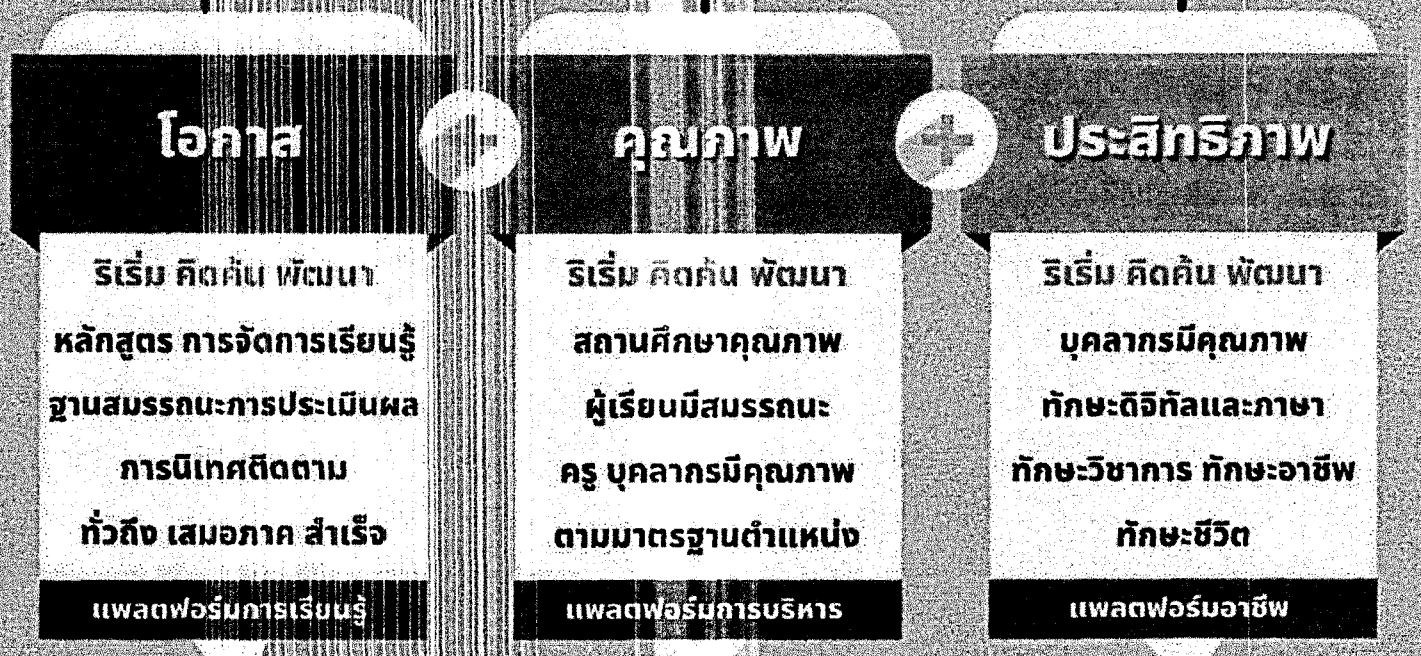 โอกาส
ริเริ่ม คิดค้น พัฒนา
หลักสูตร การจัดการเรียนรู้
ฐานสมรรถนะการประเมินผล
การนิเทศติดตาม
ทั่วถึง เสมอภาค สำเร็จ
แพลตฟอร์มการเรียนรู้
คุณภาพ
ริเริ่ม คิดค้น พัฒนา
สถานศึกษาคุณภาพ
ผู้เรียนมีสมรรถนะ
ครู บุคลากรมีคุณภาพ
ตามมาตรฐานตำแหน่ง
แพลตฟอร์มการบริหาร
ประสิทธิภาพ
ริเริ่ม คิดค้น พัฒนา
บุคลากรมีคุณภาพ
ทักษะดิจิทัลและภาษา
ทักษะวิชาการ ทักษะอาชีพ
ทักษะชีวิต
แพลตฟอร์มอาชีพ